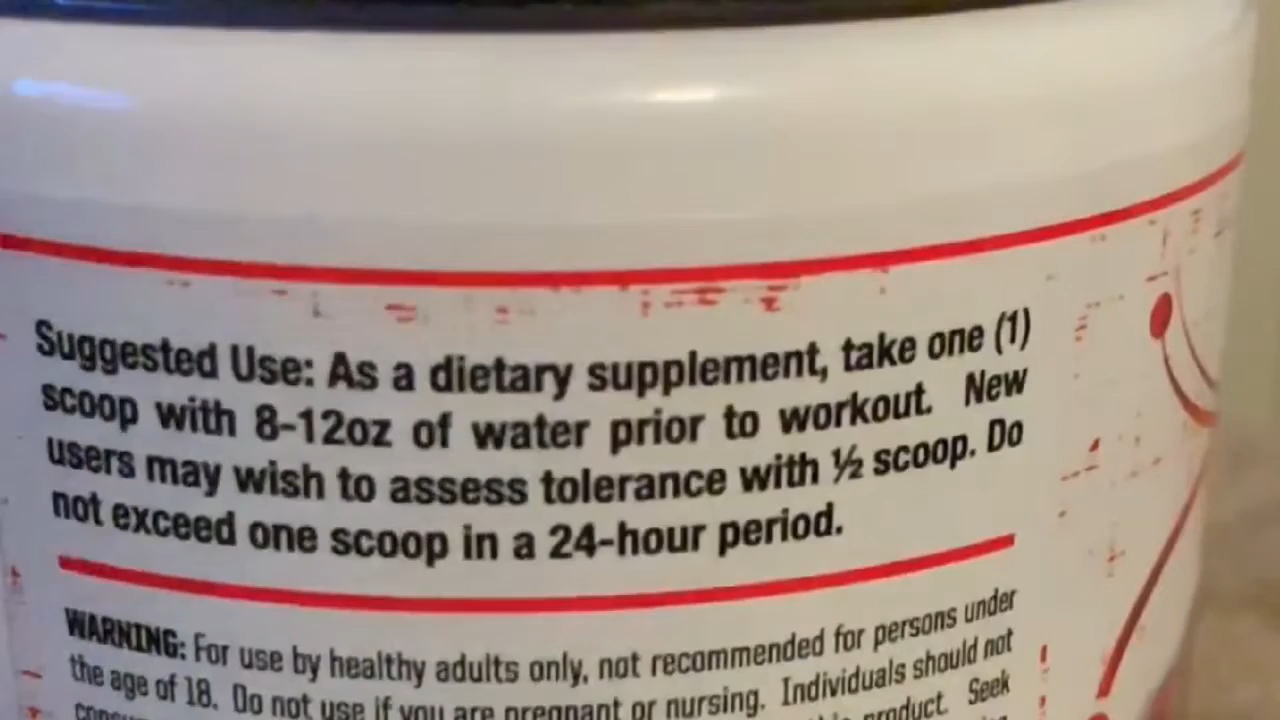 Suggested Use: As a dietary supplement, take one (1)
scoop with 8-12oz of water prior to workout. New
users may wish to assess tolerance with ½ scoop. Do
not exceed one scoop in a 24-hour period.
WARNING: For use by healthy adults only, not recommended for persons under
the age of 18. Do not use if you are pregnant or nursing. Individuals should not
product. Seek